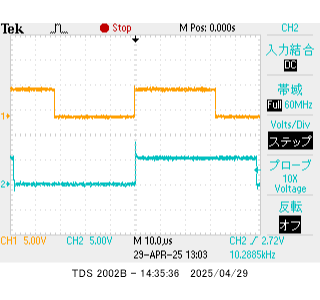 Tek Stop M Pos: 0.000s CH2
入力結合
DC
帯域
Full 60MHz
Volts/Div
ステップ
プローブ
10X
Voltage
反転
オフ
1
2
CH1 5.00V CH2 5.00V M 10.0µs CH2 2.72V
29-APR-25 13:03 10.2885kHz
TDS 2002B - 14:35:36 2025/04/29